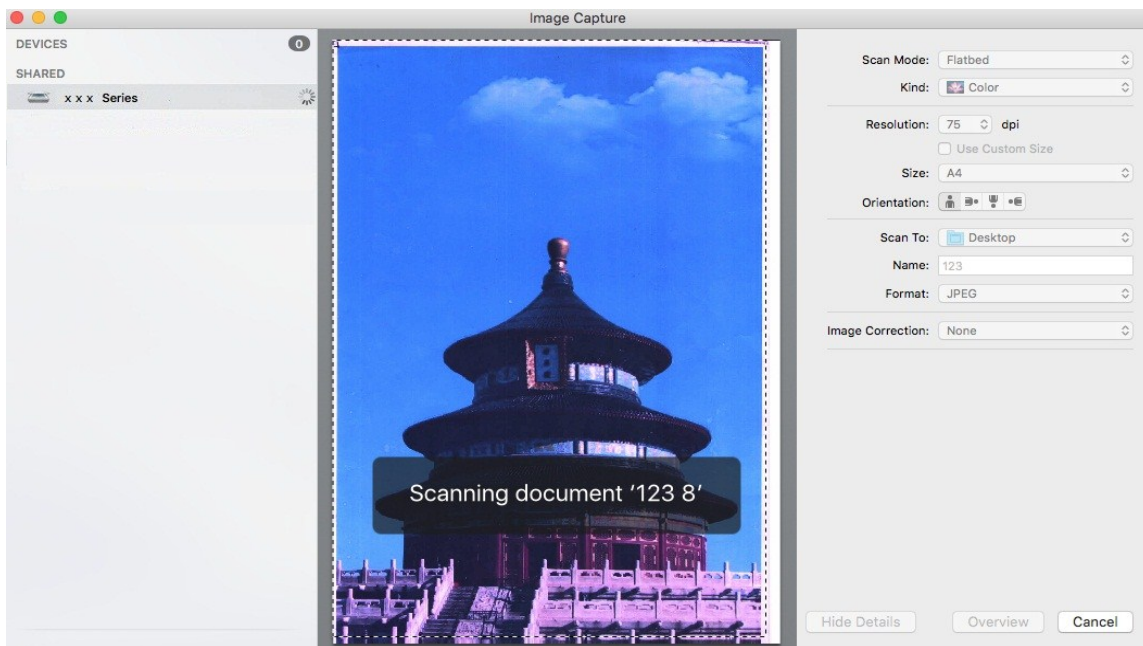 Image Capture
DEVICES 0
SHARED
x x x Series
Scanning document '123 8'
Scan Mode: Flatbed
Kind: Color
Resolution: 75 dpi
Use Custom Size
Size: A4
Orientation:
Scan To: Desktop
Name: 123
Format: JPEG
Image Correction: None
Hide Details Overview Cancel